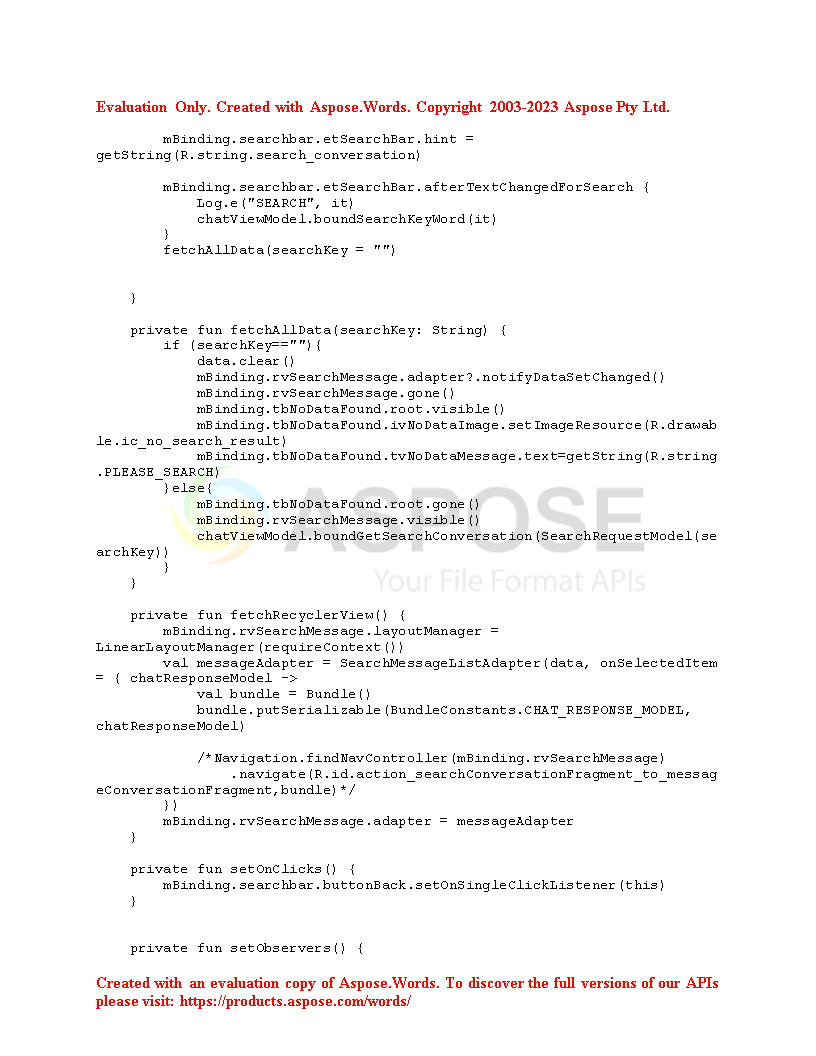 Evaluation Only. Created with Aspose.Words. Copyright 2003-2023 Aspose Pty Ltd.
        mBinding.searchbar.etSearchBar.hint =
getString(R.string.search_conversation)
        mBinding.searchbar.etSearchBar.afterTextChangedForSearch {
            Log.e("SEARCH", it)
            chatViewModel.boundSearchKeyWord(it)
        }
        fetchAllData(searchKey = "")
    }
    private fun fetchAllData(searchKey: String) {
        if (searchKey==""){
            data.clear()
            mBinding.rvSearchMessage.adapter?.notifyDataSetChanged()
            mBinding.rvSearchMessage.gone()
            mBinding.tbNoDataFound.root.visible()
            mBinding.tbNoDataFound.ivNoDataImage.setImageResource(R.drawab
le.ic_no_search_result)
            mBinding.tbNoDataFound.tvNoDataMessage.text=getString(R.string
.PLEASE_SEARCH)
        }else{
            mBinding.tbNoDataFound.root.gone()
            mBinding.rvSearchMessage.visible()
            chatViewModel.boundGetSearchConversation(SearchRequestModel(se
archKey))
        }
    }
ASPOSE
Your File Format APIs
    private fun fetchRecyclerView() {
        mBinding.rvSearchMessage.layoutManager =
LinearLayoutManager(requireContext())
        val messageAdapter = SearchMessageListAdapter(data, onSelectedItem
= { chatResponseModel ->
            val bundle = Bundle()
            bundle.putSerializable(BundleConstants.CHAT_RESPONSE_MODEL,
chatResponseModel)
            /*Navigation.findNavController(mBinding.rvSearchMessage)
                .navigate(R.id.action_searchConversationFragment_to_messag
eConversationFragment,bundle)*/
        })
        mBinding.rvSearchMessage.adapter = messageAdapter
    }
    private fun setOnClicks() {
        mBinding.searchbar.buttonBack.setOnSingleClickListener(this)
    }
    private fun setObservers() {
Created with an evaluation copy of Aspose.Words. To discover the full versions of our APIs
please visit: https://products.aspose.com/words/